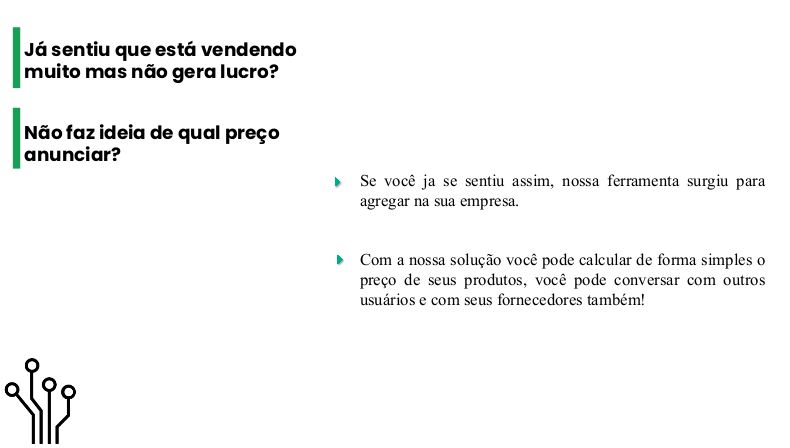 Já sentiu que está vendendo
muito mas não gera lucro?
Não faz ideia de qual preço
anunciar?
Se você ja se sentiu assim, nossa ferramenta surgiu para
agregar na sua empresa.
Com a nossa solução você pode calcular de forma simples o
preço de seus produtos, você pode conversar com outros
usuários e com seus fornecedores também!